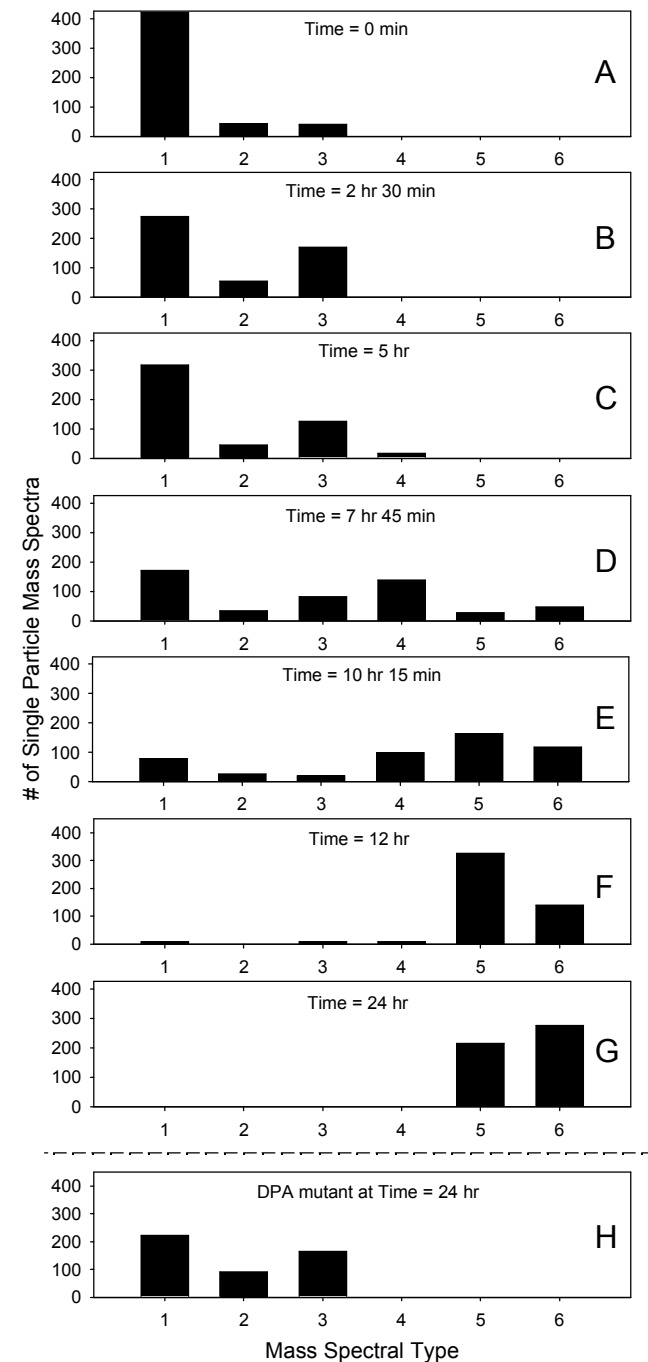 # of Single Particle Mass Spectra
Time = 0 min
A
400
300
200
100
0
1 2 3 4 5 6
Time = 2 hr 30 min
B
400
300
200
100
0
1 2 3 4 5 6
Time = 5 hr
C
400
300
200
100
0
1 2 3 4 5 6
Time = 7 hr 45 min
D
400
300
200
100
0
1 2 3 4 5 6
Time = 10 hr 15 min
E
400
300
200
100
0
1 2 3 4 5 6
Time = 12 hr
F
400
300
200
100
0
1 2 3 4 5 6
Time = 24 hr
G
400
300
200
100
0
1 2 3 4 5 6
DPA mutant at Time = 24 hr
H
400
300
200
100
0
1 2 3 4 5 6
Mass Spectral Type